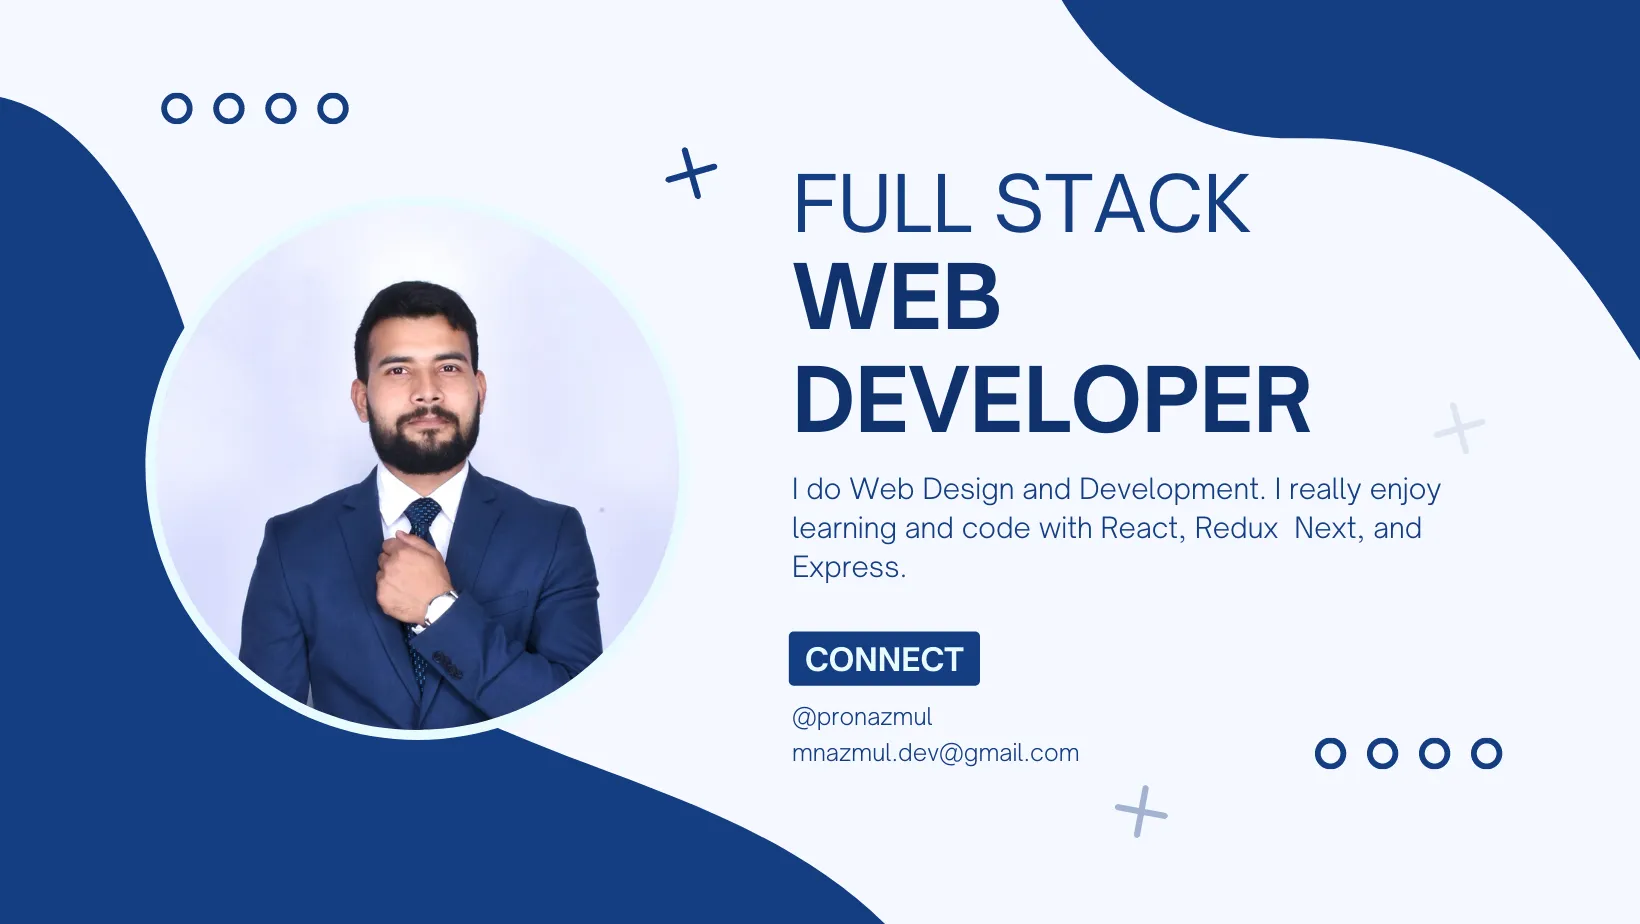 FULL STACK
WEB
DEVELOPER
I do Web Design and Development. I really enjoy
learning and code with React, Redux  Next, and
Express.
CONNECT
@pronazmul
mnazmul.dev@gmail.com